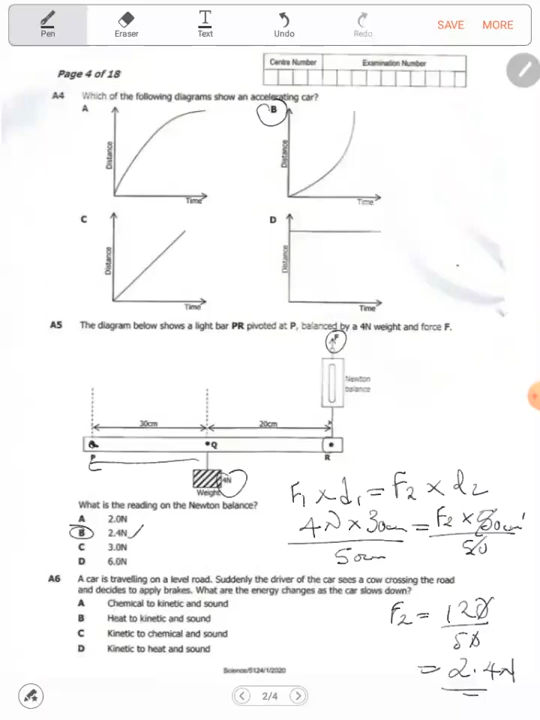 Pen
Eraser
T
Text
Undo
Redo
SAVE
MORE
Centre Number
Examination Number
Page 4 of 18
A4 Which of the following diagrams show an accelerating car?
A
Distance
Time
B
Distance
Time
C
Distance
Time
D
Distance
Time
A5 The diagram below shows a light bar PR pivoted at P, balanced by a 4N weight and force F.
F
Newton
balance
30cm
20cm
P
Q
R
4N
Weight
What is the reading on the Newton balance?
A 2.0N
B 2.4N
C 3.0N
D 6.0N
F1 x d1 = F2 x d2
4N x 30cm = F2 x 50cm
50cm
50
F2 = 120
50
= 2.4N
A6 A car is travelling on a level road. Suddenly the driver of the car sees a cow crossing the road
and decides to apply brakes. What are the energy changes as the car slows down?
A Chemical to kinetic and sound
B Heat to kinetic and sound
C Kinetic to chemical and sound
D Kinetic to heat and sound
Science/5124/1/2020
2/4